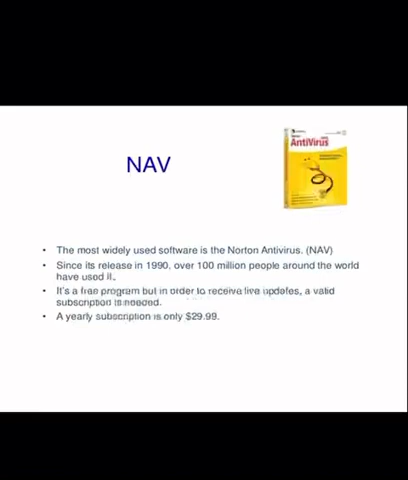 NAV
Norton
AntiVirus
• The most widely used software is the Norton Antivirus. (NAV)
• Since its release in 1990, over 100 million people around the world
have used it.
• It's a free program but in order to receive live updates, a valid
subscription is needed.
• A yearly subscription is only $29.99.